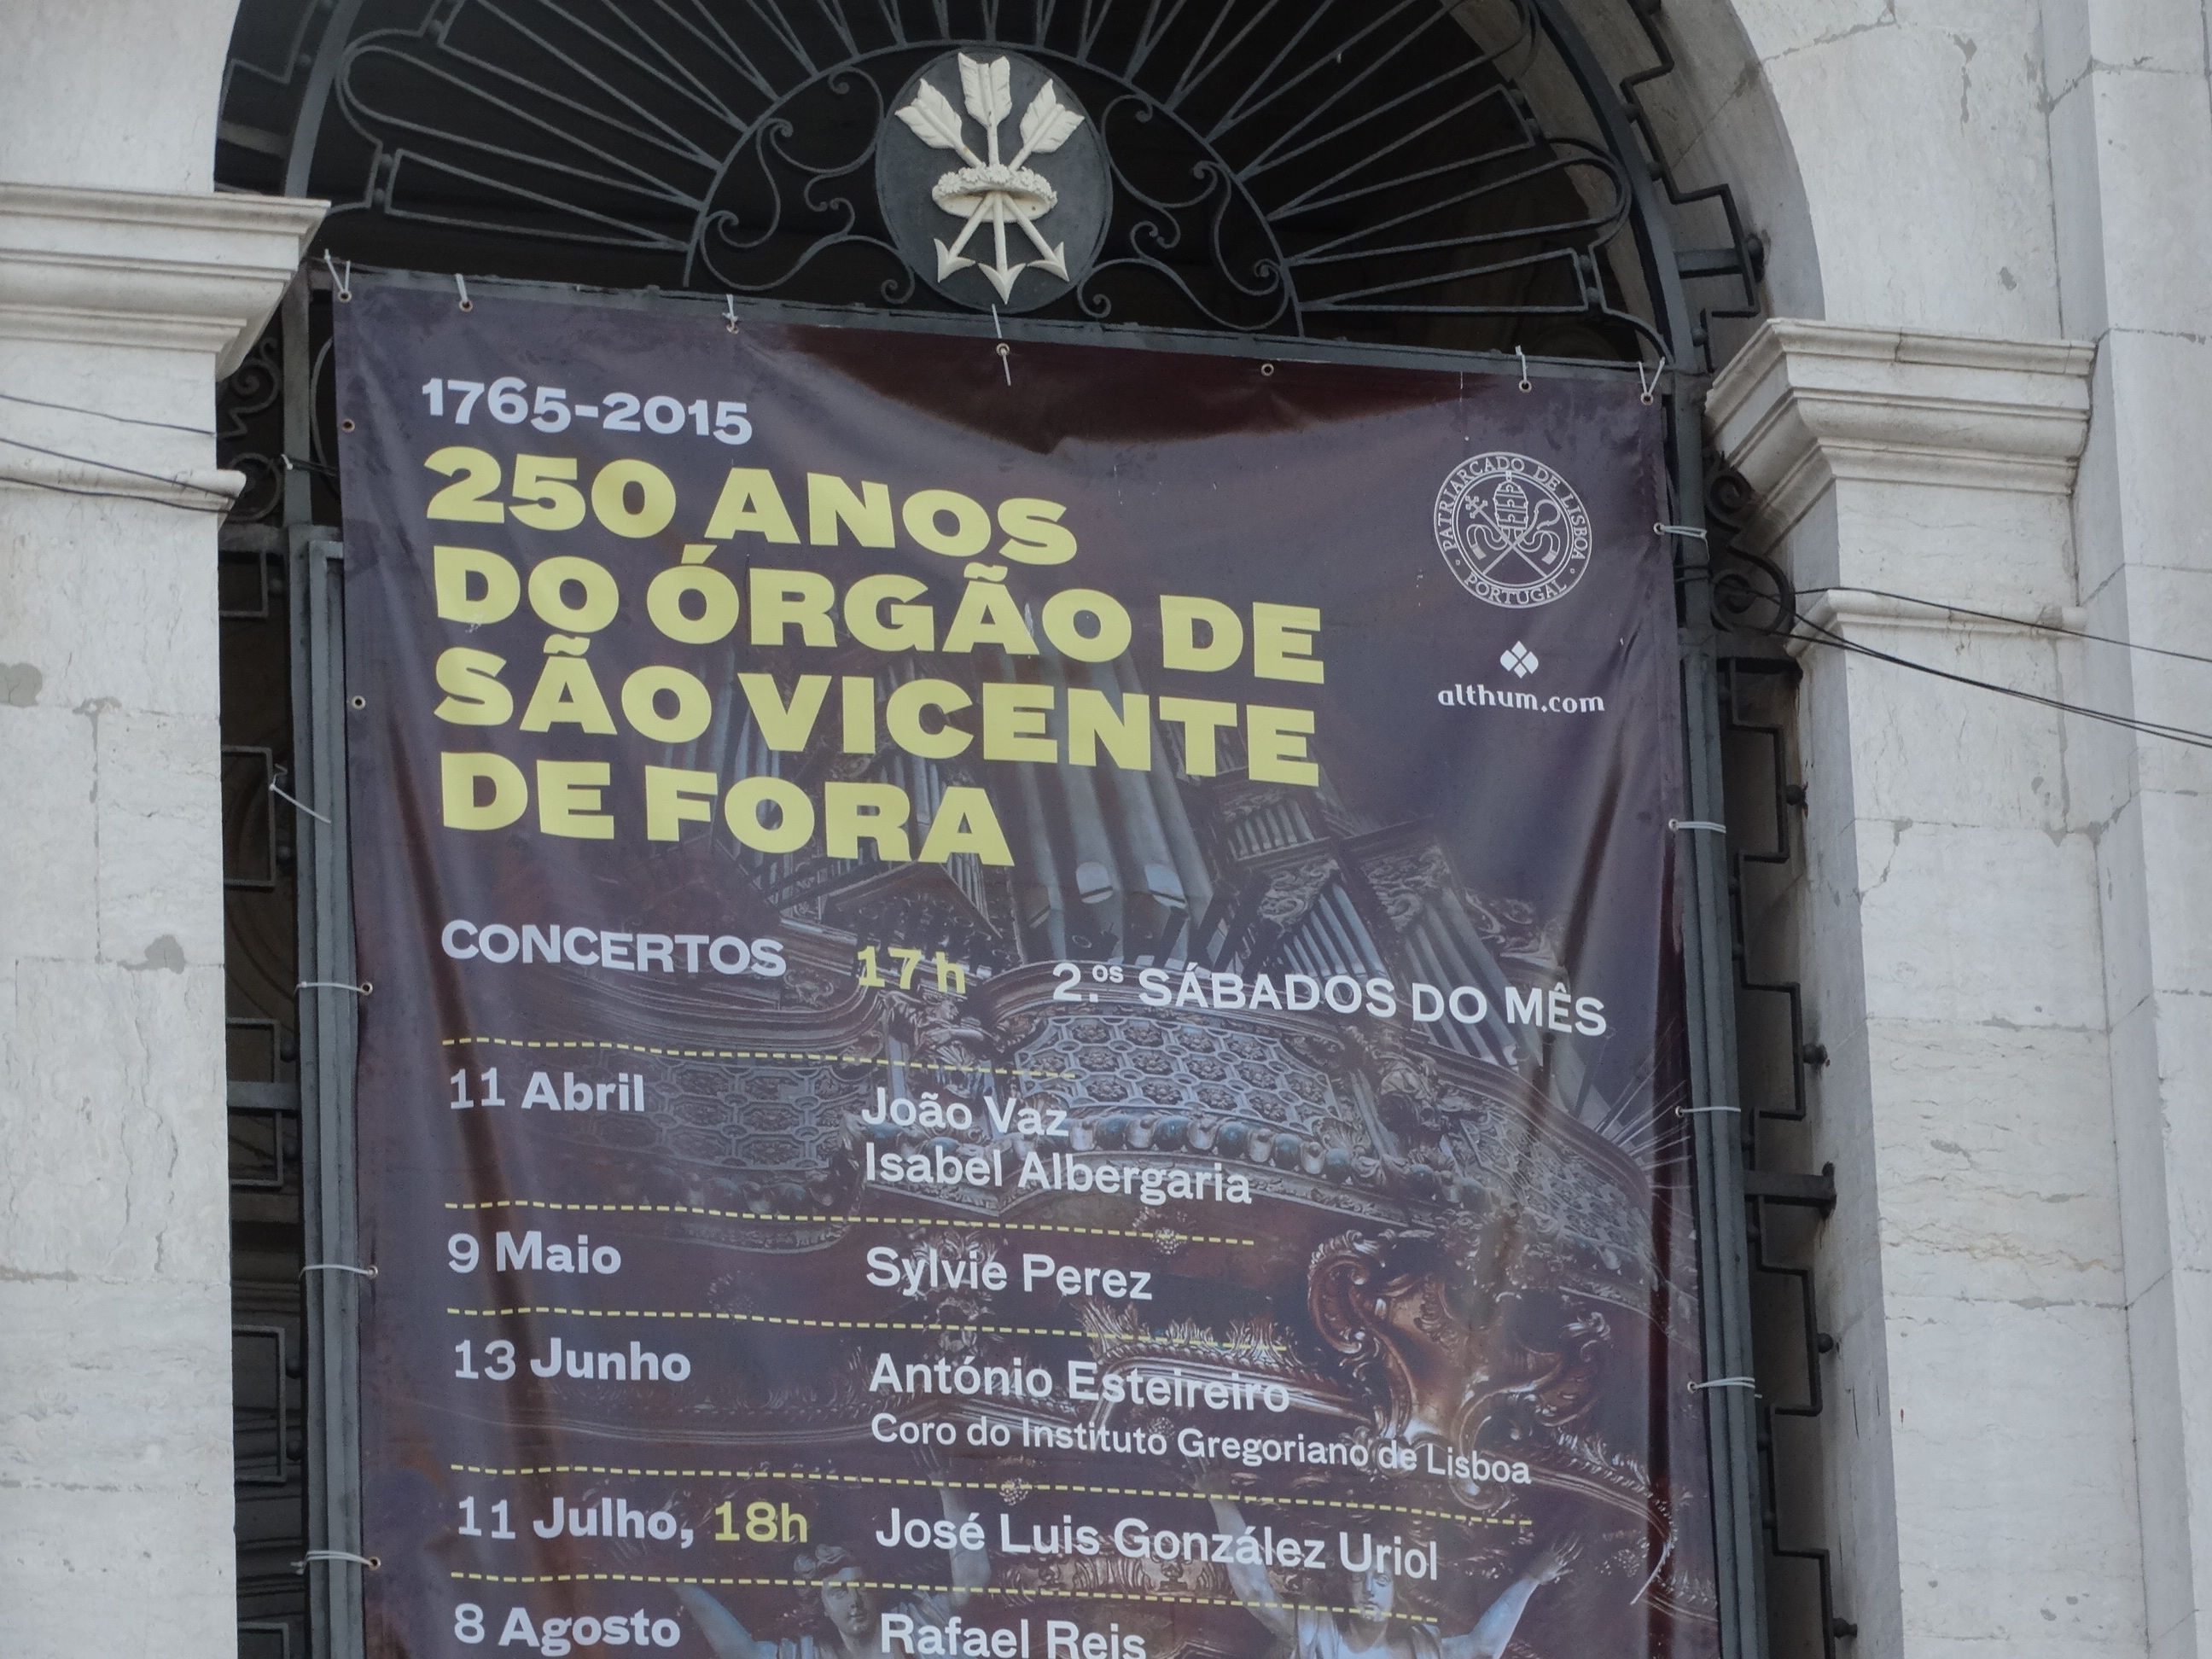 1765-2015
250 ANOS
DO ÓRGÃO DE
SÃO VICENTE
DE FORA
PATRIARCADO DE LISBOA
· PORTUGAL ·
althum.com
CONCERTOS 17h 2.os SÁBADOS DO MÊS
11 Abril João Vaz
Isabel Albergaria
9 Maio Sylvie Perez
13 Junho António Esteireiro
Coro do Instituto Gregoriano de Lisboa
11 Julho, 18h José Luis González Uriol
8 Agosto Rafael Reis